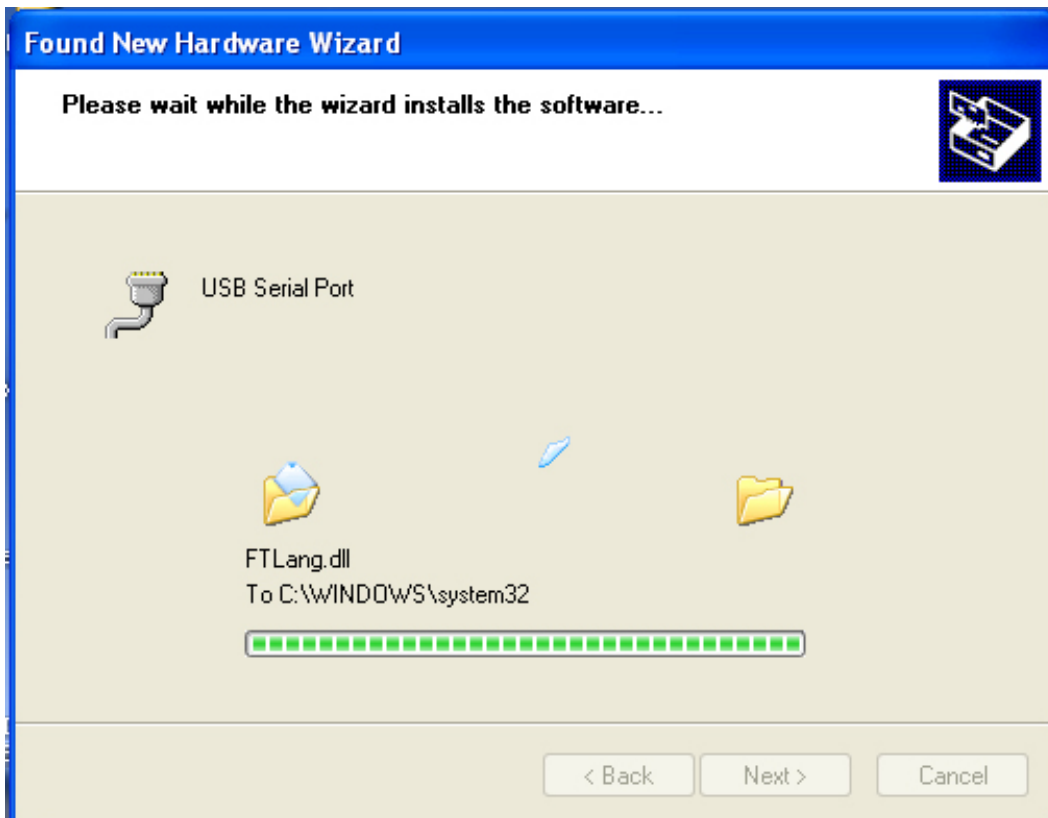 Found New Hardware Wizard
Please wait while the wizard installs the software...
USB Serial Port
FTLang.dll
To C:\WINDOWS\system32
< Back
Next >
Cancel